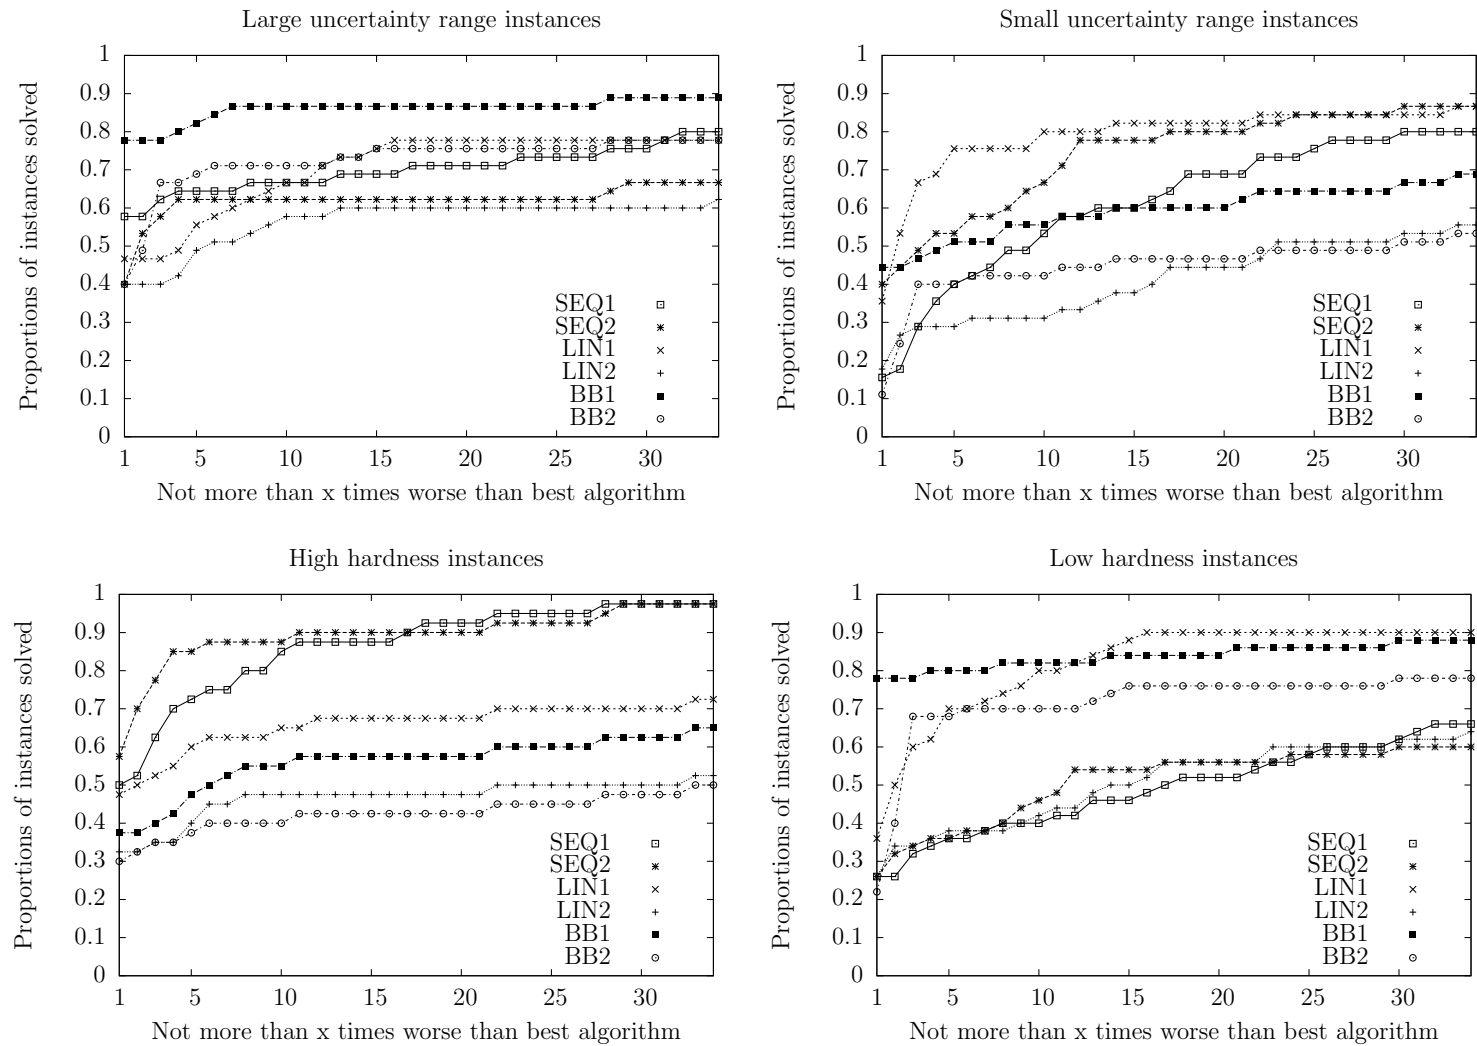 Large uncertainty range instances
Proportions of instances solved
1
0.9
0.8
0.7
0.6
0.5
0.4
0.3
0.2
0.1
0
SEQ1
SEQ2
LIN1
LIN2
BB1
BB2
1 5 10 15 20 25 30
Not more than x times worse than best algorithm
Small uncertainty range instances
Proportions of instances solved
1
0.9
0.8
0.7
0.6
0.5
0.4
0.3
0.2
0.1
0
SEQ1
SEQ2
LIN1
LIN2
BB1
BB2
1 5 10 15 20 25 30
Not more than x times worse than best algorithm
High hardness instances
Proportions of instances solved
1
0.9
0.8
0.7
0.6
0.5
0.4
0.3
0.2
0.1
0
SEQ1
SEQ2
LIN1
LIN2
BB1
BB2
1 5 10 15 20 25 30
Not more than x times worse than best algorithm
Low hardness instances
Proportions of instances solved
1
0.9
0.8
0.7
0.6
0.5
0.4
0.3
0.2
0.1
0
SEQ1
SEQ2
LIN1
LIN2
BB1
BB2
1 5 10 15 20 25 30
Not more than x times worse than best algorithm